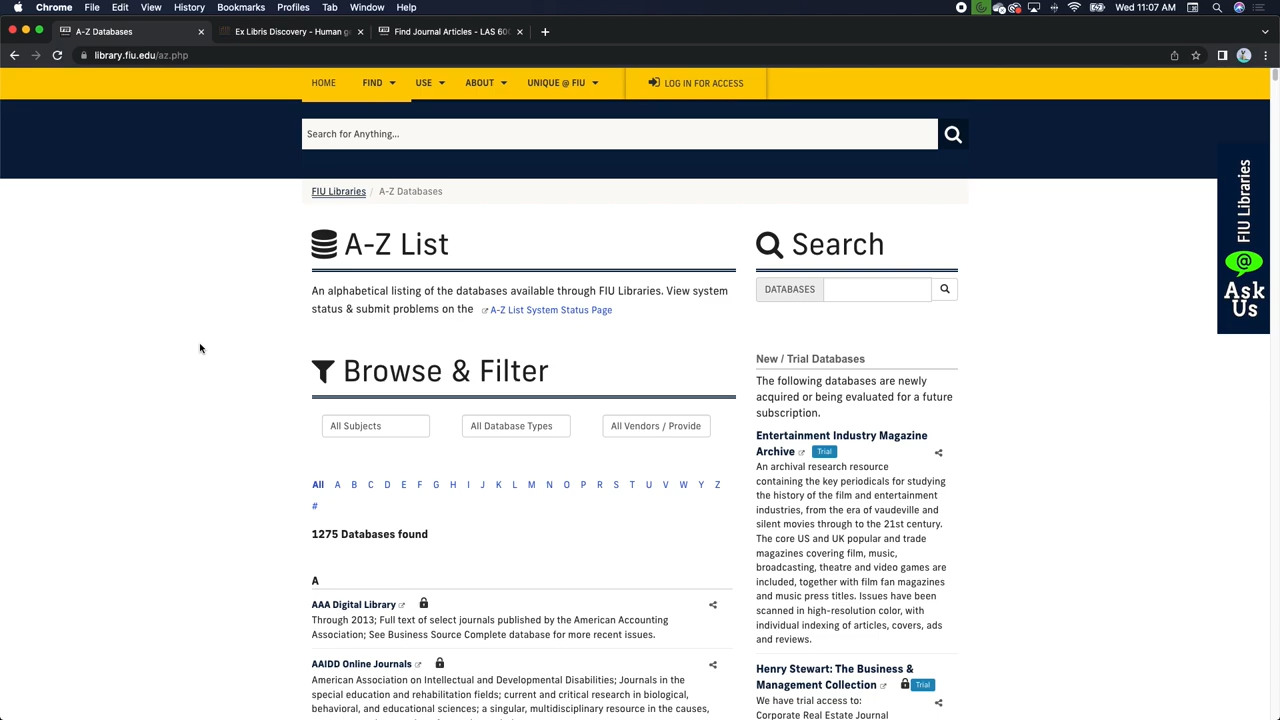 Chrome File Edit View History Bookmarks Profiles Tab Window Help Wed 11:07 AM
A-Z Databases Ex Libris Discovery - Human g Find Journal Articles - LAS 600
library.fiu.edu/az.php
HOME FIND USE ABOUT UNIQUE @ FIU LOG IN FOR ACCESS
Search for Anything...
FIU Libraries / A-Z Databases
A-Z List
An alphabetical listing of the databases available through FIU Libraries. View system
status & submit problems on the A-Z List System Status Page
Browse & Filter
All Subjects All Database Types All Vendors / Provide
All A B C D E F G H I J K L M N O P R S T U V W Y Z
#
1275 Databases found
A
AAA Digital Library
Through 2013; Full text of select journals published by the American Accounting
Association; See Business Source Complete database for more recent issues.
AAIDD Online Journals
American Association on Intellectual and Developmental Disabilities; Journals in the
special education and rehabilitation fields; current and critical research in biological,
behavioral, and educational sciences; a singular, multidisciplinary resource in the causes,
Search
DATABASES
New / Trial Databases
The following databases are newly
acquired or being evaluated for a future
subscription.
Entertainment Industry Magazine
Archive Trial
An archival research resource
containing the key periodicals for studying
the history of the film and entertainment
industries, from the era of vaudeville and
silent movies through to the 21st century.
The core US and UK popular and trade
magazines covering film, music,
broadcasting, theatre and video games are
included, together with film fan magazines
and music press titles. Issues have been
scanned in high-resolution color, with
individual indexing of articles, covers, ads
and reviews.
Henry Stewart: The Business &
Management Collection Trial
We have trial access to:
Corporate Real Estate Journal
FIU Libraries
@
Ask
Us